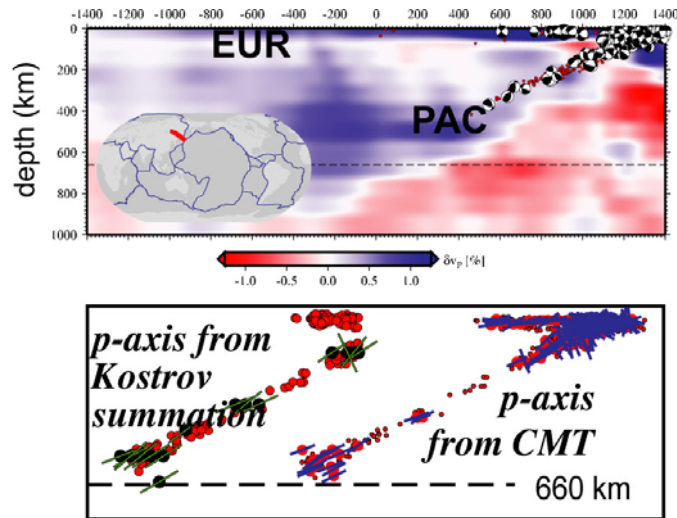 -1400 -1200 -1000 -800 -600 -400 -200 0 200 400 600 800 1000 1200 1400
0
200
400
600
800
1000
depth (km)
EUR
PAC
-1.0 -0.5 0.0 0.5 1.0
δvp [%]
p-axis from
Kostrov
summation
p-axis
from CMT
660 km